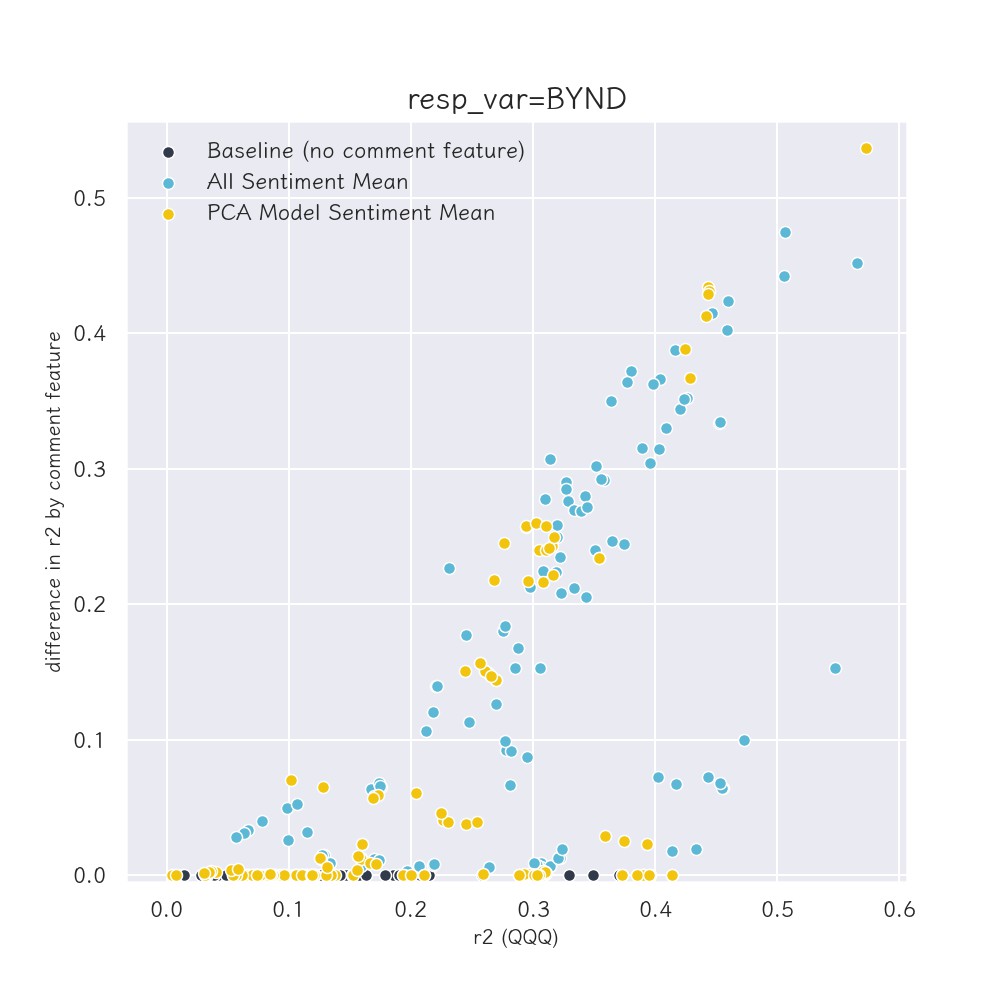 resp_var=BYND
Baseline (no comment feature)
All Sentiment Mean
PCA Model Sentiment Mean
difference in r2 by comment feature
0.5
0.4
0.3
0.2
0.1
0.0
0.0 0.1 0.2 0.3 0.4 0.5 0.6
r2 (QQQ)